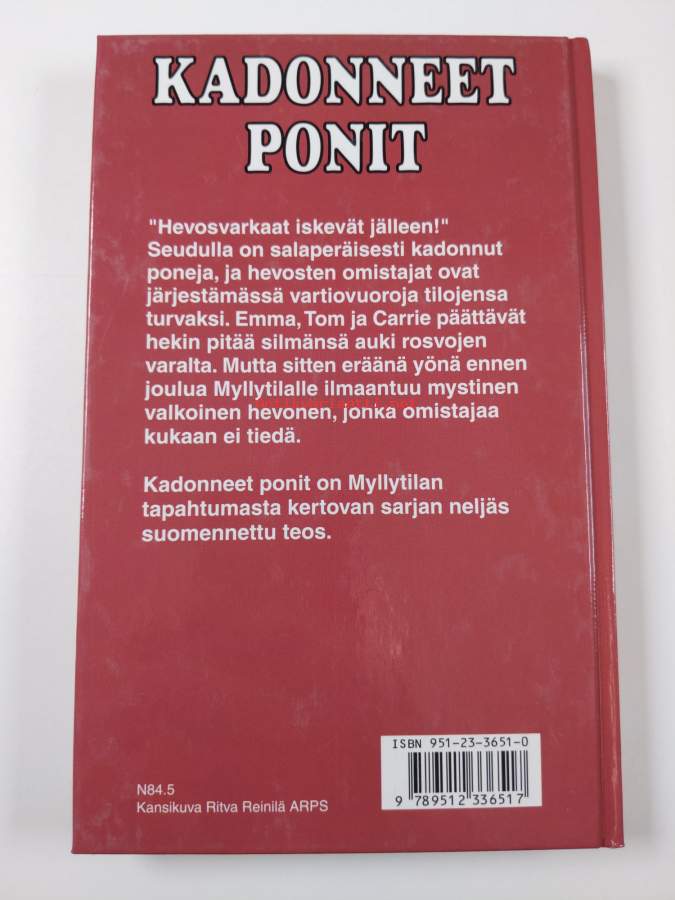 KADONNEET
PONIT
"Hevosvarkaat iskevät jälleen!"
Seudulla on salaperäisesti kadonnut
poneja, ja hevosten omistajat ovat
järjestämässä vartiovuoroja tilojensa
turvaksi. Emma, Tom ja Carrie päättävät
hekin pitää silmänsä auki rosvojen
varalta. Mutta sitten eräänä yönä ennen
joulua Myllytilalle ilmaantuu mystinen
valkoinen hevonen, jonka omistajaa
kukaan ei tiedä.
Kadonneet ponit on Myllytilan
tapahtumasta kertovan sarjan neljäs
suomennettu teos.
ISBN 951-23-3651-0
9 789512 336517
N84.5
Kansikuva Ritva Reinilä ARPS